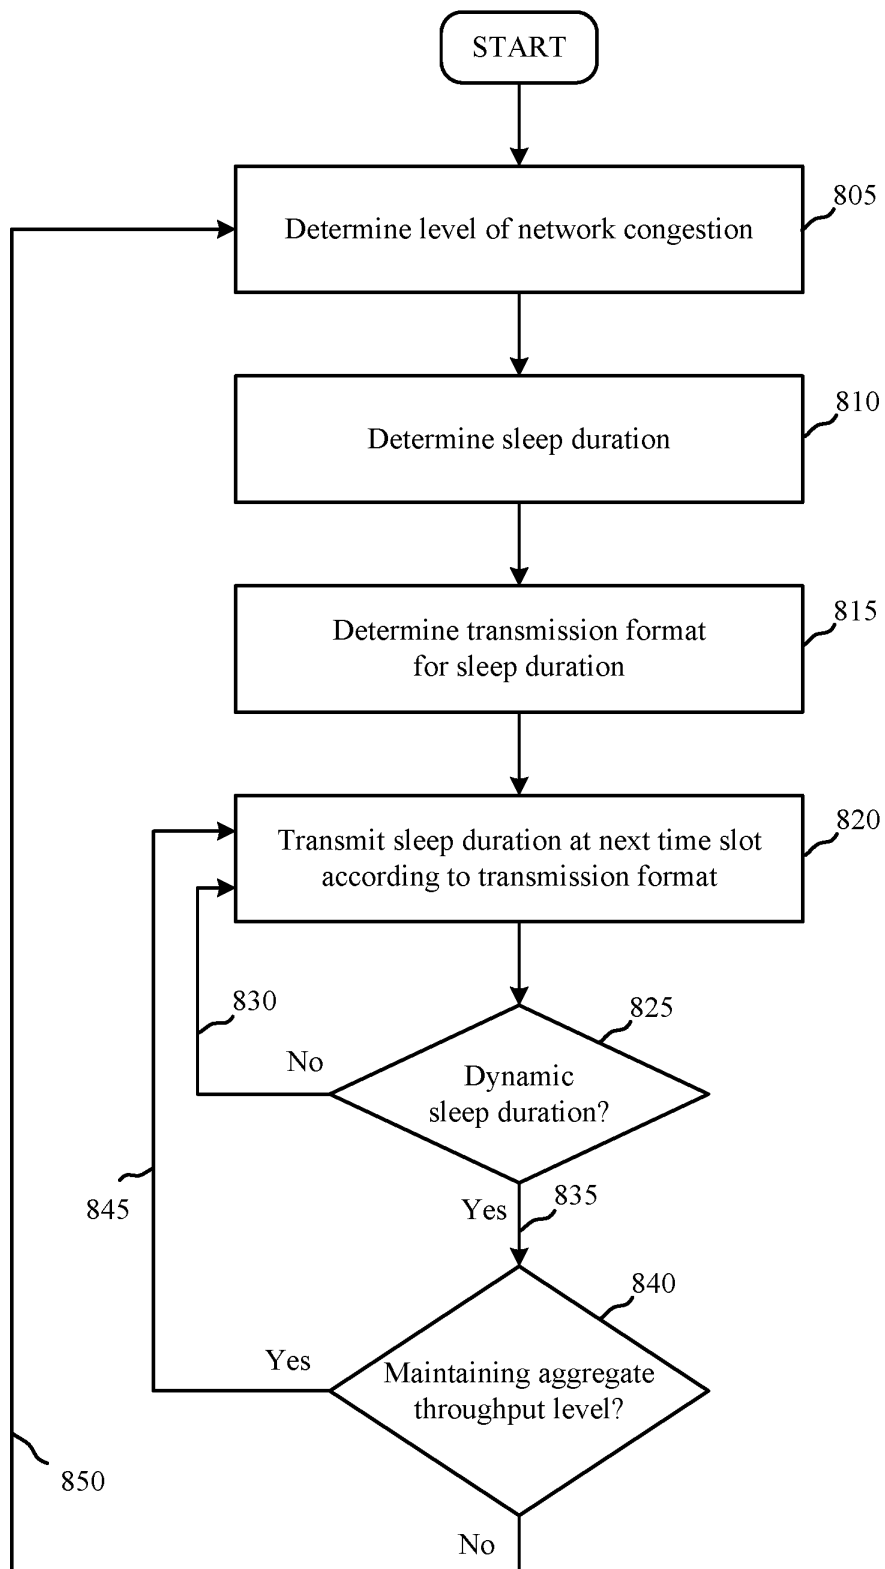 START
805
Determine level of network congestion
810
Determine sleep duration
815
Determine transmission format
for sleep duration
820
Transmit sleep duration at next time slot
according to transmission format
830
825
No
Dynamic
sleep duration?
835
Yes
845
840
Yes
Maintaining aggregate
throughput level?
850
No